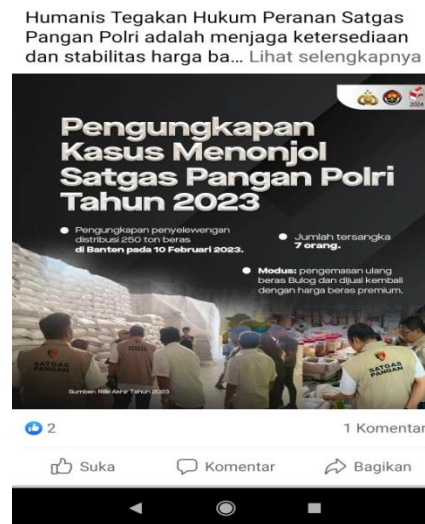 Humanis Tegakan Hukum Peranan Satgas
Pangan Polri adalah menjaga ketersediaan
dan stabilitas harga ba... Lihat selengkapnya
2024
Pengungkapan
Kasus Menonjol
Satgas Pangan Polri
Tahun 2023
Pengungkapan penyelewengan
distribusi 250 ton beras
di Banten pada 10 Februari 2023.
Jumlah tersangka
7 orang.
Modus: pengemasan ulang
beras Bulog dan dijual kembali
dengan harga beras premium.
SATGAS
PANGAN
SATGAS
PANGAN
Sumber: Rilis Akhir Tahun 2023
2
1 Komentar
Suka
Komentar
Bagikan